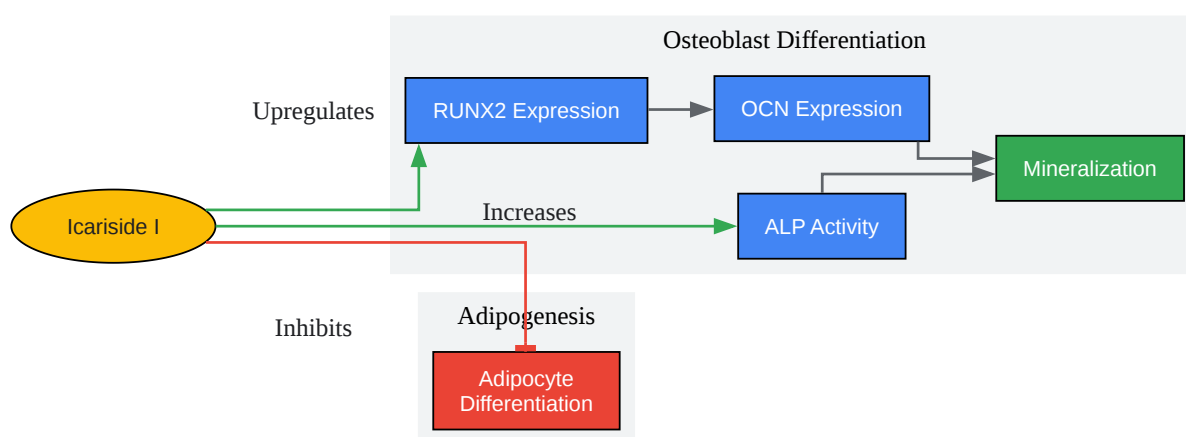 Osteoblast Differentiation
Upregulates
RUNX2 Expression
OCN Expression
Mineralization
Icariside I
Increases
ALP Activity
Inhibits
Adipogenesis
Adipocyte
Differentiation